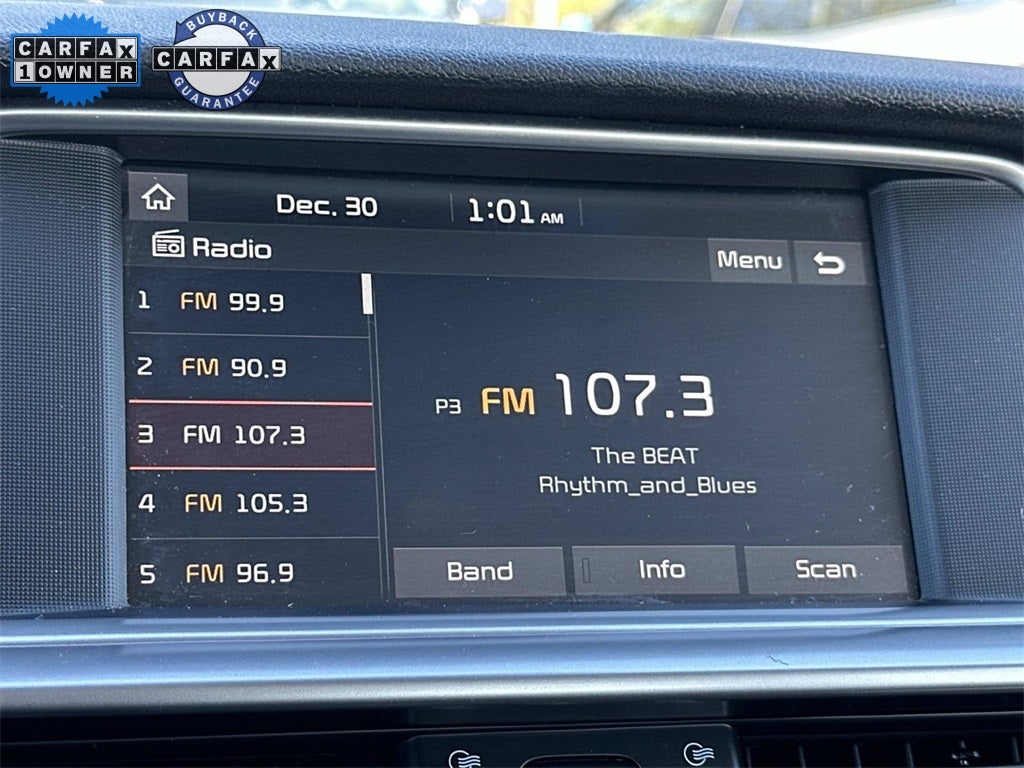 CARFAX
1 OWNER
BUYBACK
CARFAX
GUARANTEE
Dec. 30 1:01 AM
Radio Menu
1 FM 99.9
2 FM 90.9
3 FM 107.3
4 FM 105.3
5 FM 96.9
P3 FM 107.3
The BEAT
Rhythm_and_Blues
Band Info Scan